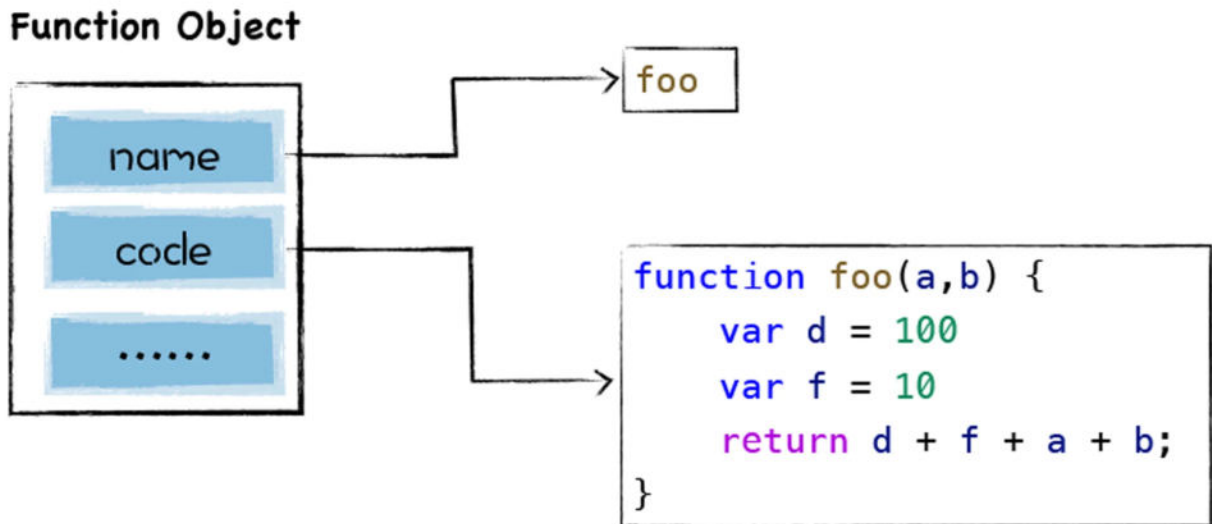 Function Object
name
foo
code
......
function foo(a,b) {
    var d = 100
    var f = 10
    return d + f + a + b;
}